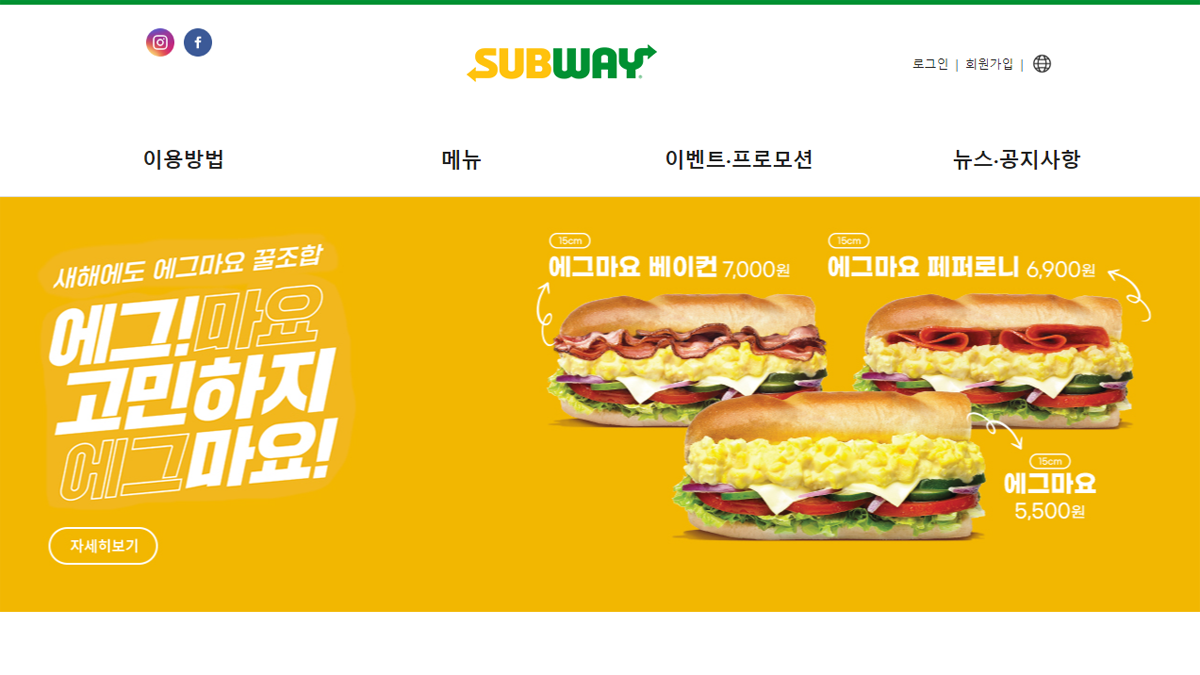 SUBWAY
로그인 | 회원가입 |
이용방법 메뉴 이벤트·프로모션 뉴스·공지사항
새해에도 에그마요 꿀조합
에그!마요
고민하지
에그마요!
자세히보기
15cm
에그마요 베이컨 7,000원
15cm
에그마요 페퍼로니 6,900원
15cm
에그마요
5,500원